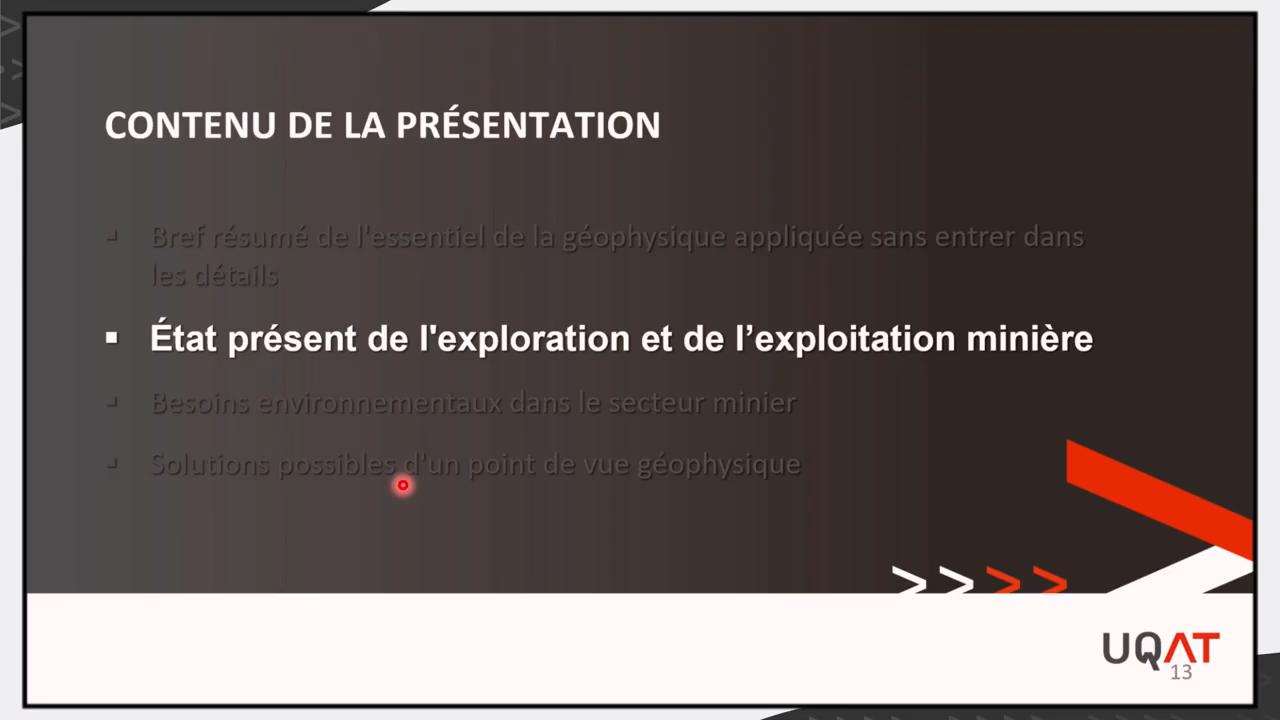 CONTENU DE LA PRÉSENTATION
▪ Bref résumé de l'essentiel de la géophysique appliquée sans entrer dans
les détails
▪ État présent de l'exploration et de l’exploitation minière
▪ Besoins environnementaux dans le secteur minier
▪ Solutions possibles d'un point de vue géophysique
>>>>
UQAT
13